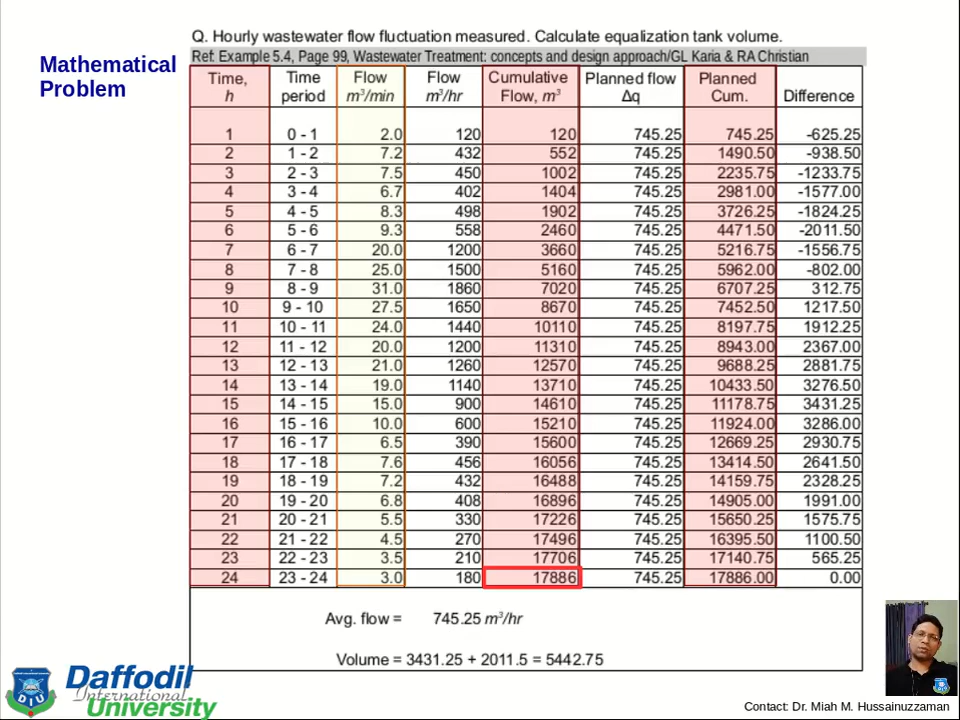 Q. Hourly wastewater flow fluctuation measured. Calculate equalization tank volume.
Ref: Example 5.4, Page 99, Wastewater Treatment: concepts and design approach/GL Karia & RA Christian
Mathematical
Problem
Time, Time Flow Flow Cumulative Planned flow Planned
h period m³/min m³/hr Flow, m³ Δq Cum. Difference
1 0 - 1 2.0 120 120 745.25 745.25 -625.25
2 1 - 2 7.2 432 552 745.25 1490.50 -938.50
3 2 - 3 7.5 450 1002 745.25 2235.75 -1233.75
4 3 - 4 6.7 402 1404 745.25 2981.00 -1577.00
5 4 - 5 8.3 498 1902 745.25 3726.25 -1824.25
6 5 - 6 9.3 558 2460 745.25 4471.50 -2011.50
7 6 - 7 20.0 1200 3660 745.25 5216.75 -1556.75
8 7 - 8 25.0 1500 5160 745.25 5962.00 -802.00
9 8 - 9 31.0 1860 7020 745.25 6707.25 312.75
10 9 - 10 27.5 1650 8670 745.25 7452.50 1217.50
11 10 - 11 24.0 1440 10110 745.25 8197.75 1912.25
12 11 - 12 20.0 1200 11310 745.25 8943.00 2367.00
13 12 - 13 21.0 1260 12570 745.25 9688.25 2881.75
14 13 - 14 19.0 1140 13710 745.25 10433.50 3276.50
15 14 - 15 15.0 900 14610 745.25 11178.75 3431.25
16 15 - 16 10.0 600 15210 745.25 11924.00 3286.00
17 16 - 17 6.5 390 15600 745.25 12669.25 2930.75
18 17 - 18 7.6 456 16056 745.25 13414.50 2641.50
19 18 - 19 7.2 432 16488 745.25 14159.75 2328.25
20 19 - 20 6.8 408 16896 745.25 14905.00 1991.00
21 20 - 21 5.5 330 17226 745.25 15650.25 1575.75
22 21 - 22 4.5 270 17496 745.25 16395.50 1100.50
23 22 - 23 3.5 210 17706 745.25 17140.75 565.25
24 23 - 24 3.0 180 17886 745.25 17886.00 0.00
Avg. flow = 745.25 m³/hr
Volume = 3431.25 + 2011.5 = 5442.75
Daffodil
International
University
DIU
Contact: Dr. Miah M. Hussainuzzaman